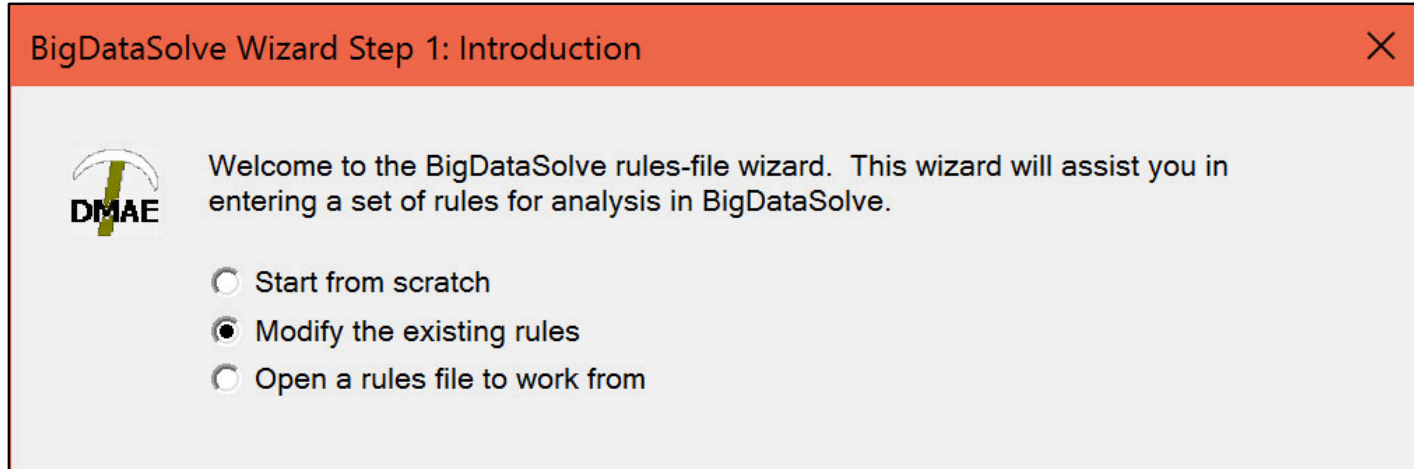 BigDataSolve Wizard Step 1: Introduction
Welcome to the BigDataSolve rules-file wizard.  This wizard will assist you in
DMAE
entering a set of rules for analysis in BigDataSolve.
Start from scratch
Modify the existing rules
Open a rules file to work from